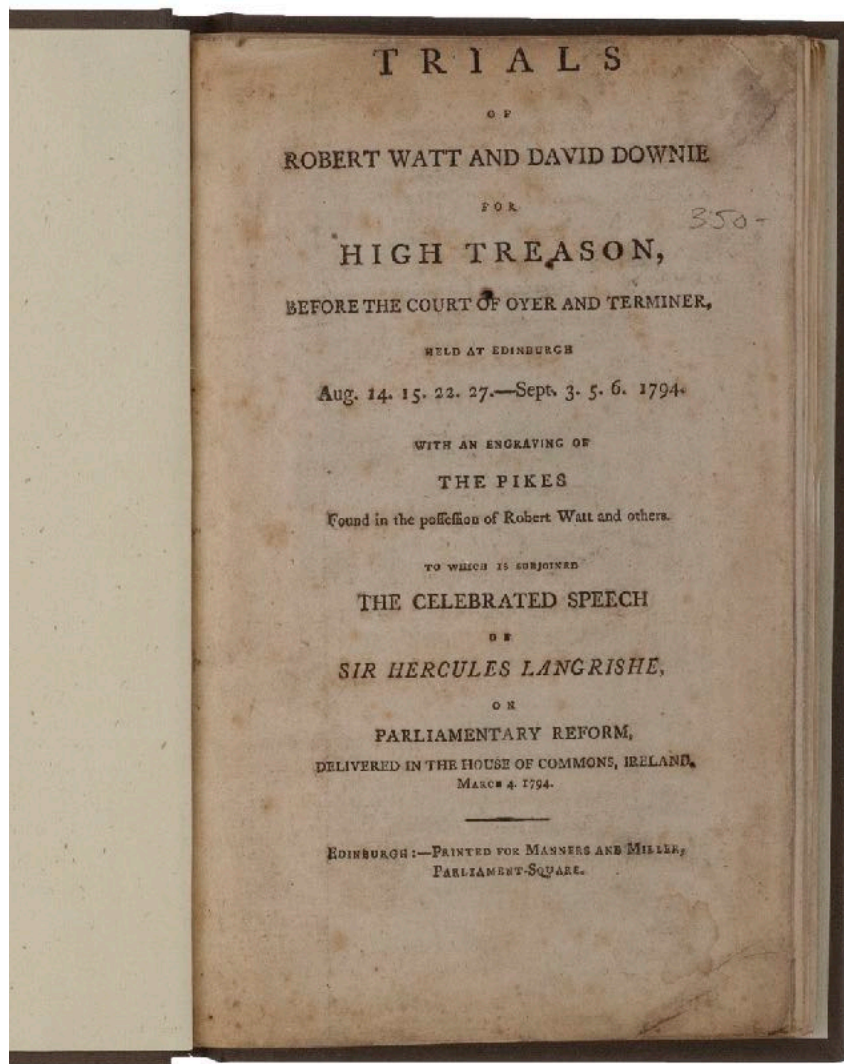 TRIALS
OF
ROBERT WATT AND DAVID DOWNIE
FOR
350-
HIGH TREASON,
BEFORE THE COURT OF OYER AND TERMINER,
HELD AT EDINBURGH
Aug. 14. 15. 22. 27.—Sept. 3. 5. 6. 1794.
WITH AN ENGRAVING OF
THE PIKES
Found in the poſſeſſion of Robert Watt and others.
TO WHICH IS SUBJOINED
THE CELEBRATED SPEECH
OF
SIR HERCULES LANGRISHE,
ON
PARLIAMENTARY REFORM,
DELIVERED IN THE HOUSE OF COMMONS, IRELAND,
MARCH 4. 1794.
EDINBURGH:—PRINTED FOR MANNERS AND MILLER,
PARLIAMENT-SQUARE.